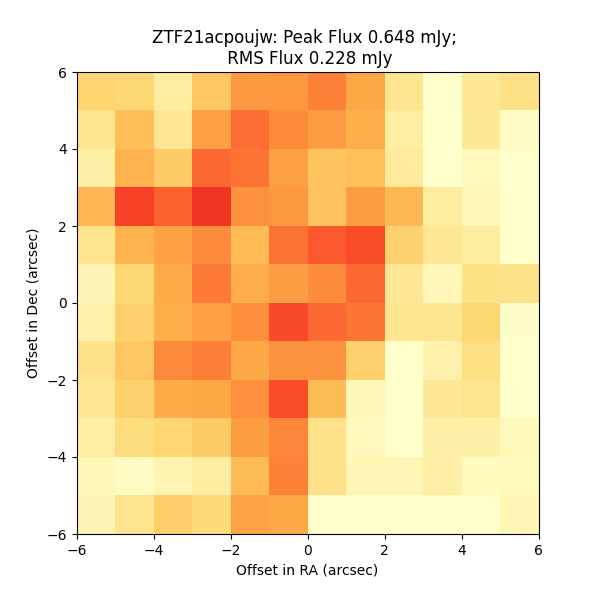 ZTF21acpoujw: Peak Flux 0.648 mJy;
RMS Flux 0.228 mJy
6
4
2
0
−2
−4
−6
Offset in Dec (arcsec)
−6 −4 −2 0 2 4 6
Offset in RA (arcsec)